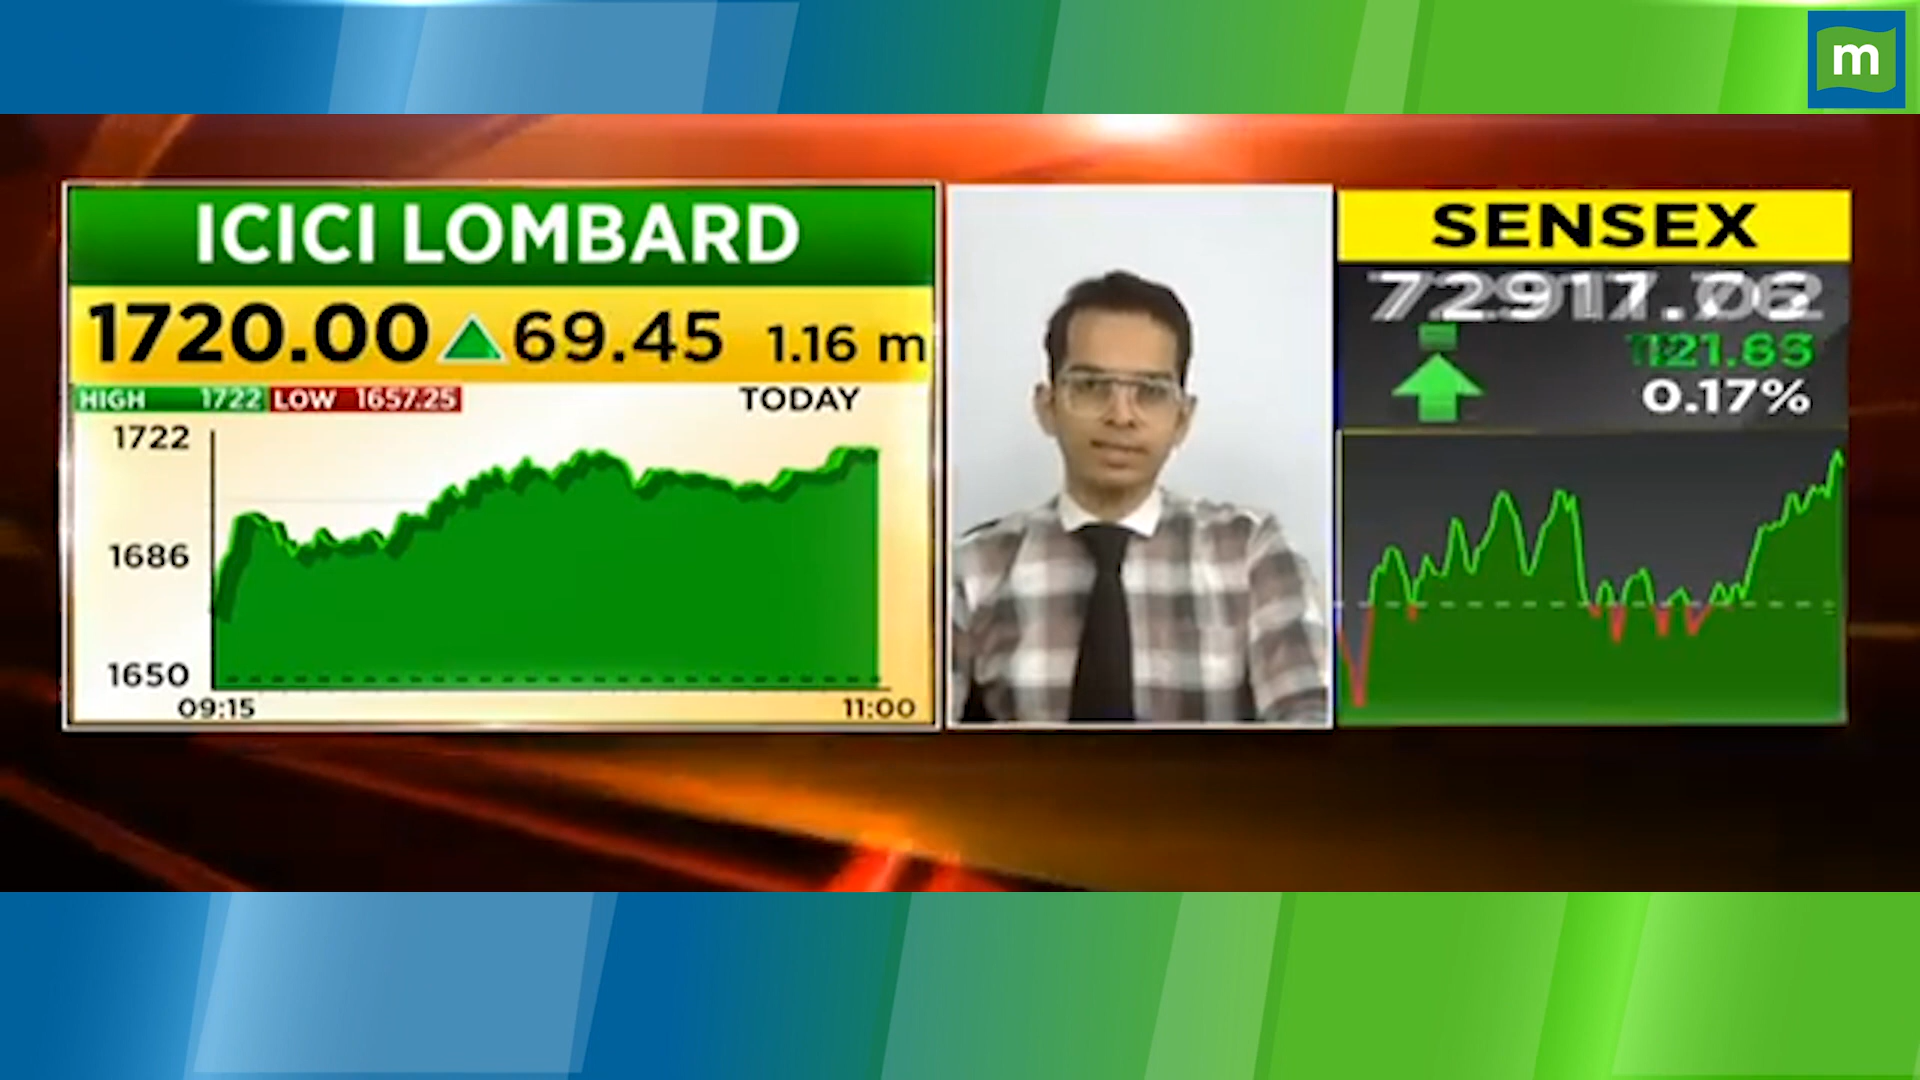 m
ICICI LOMBARD
1720.00 69.45 1.16 m
HIGH 1722 LOW 1657.25 TODAY
1722
1686
1650
09:15 11:00
SENSEX
0.17%